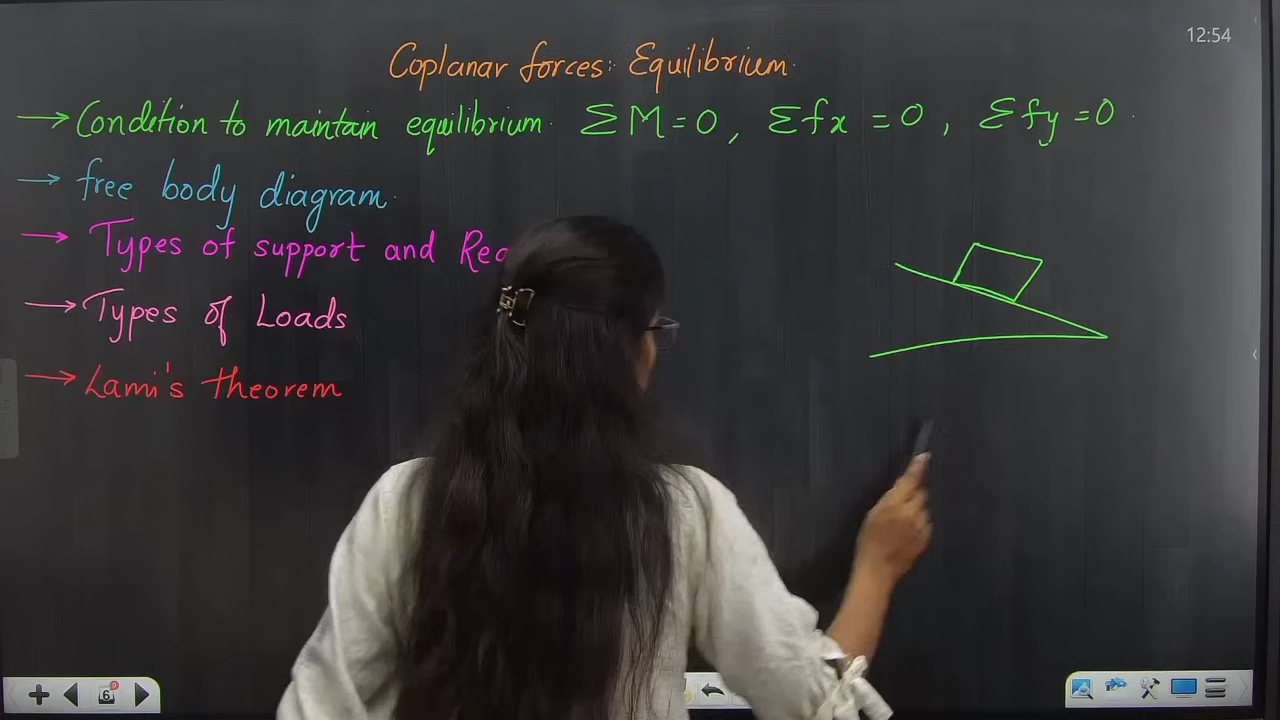 12:54
Coplanar forces: Equilibrium.
→ Condition to maintain equilibrium. ΣM=0, Σfx =0, Σfy =0.
→ free body diagram.
→ Types of support and
→ Types of Loads
→ Lami's theorem
6